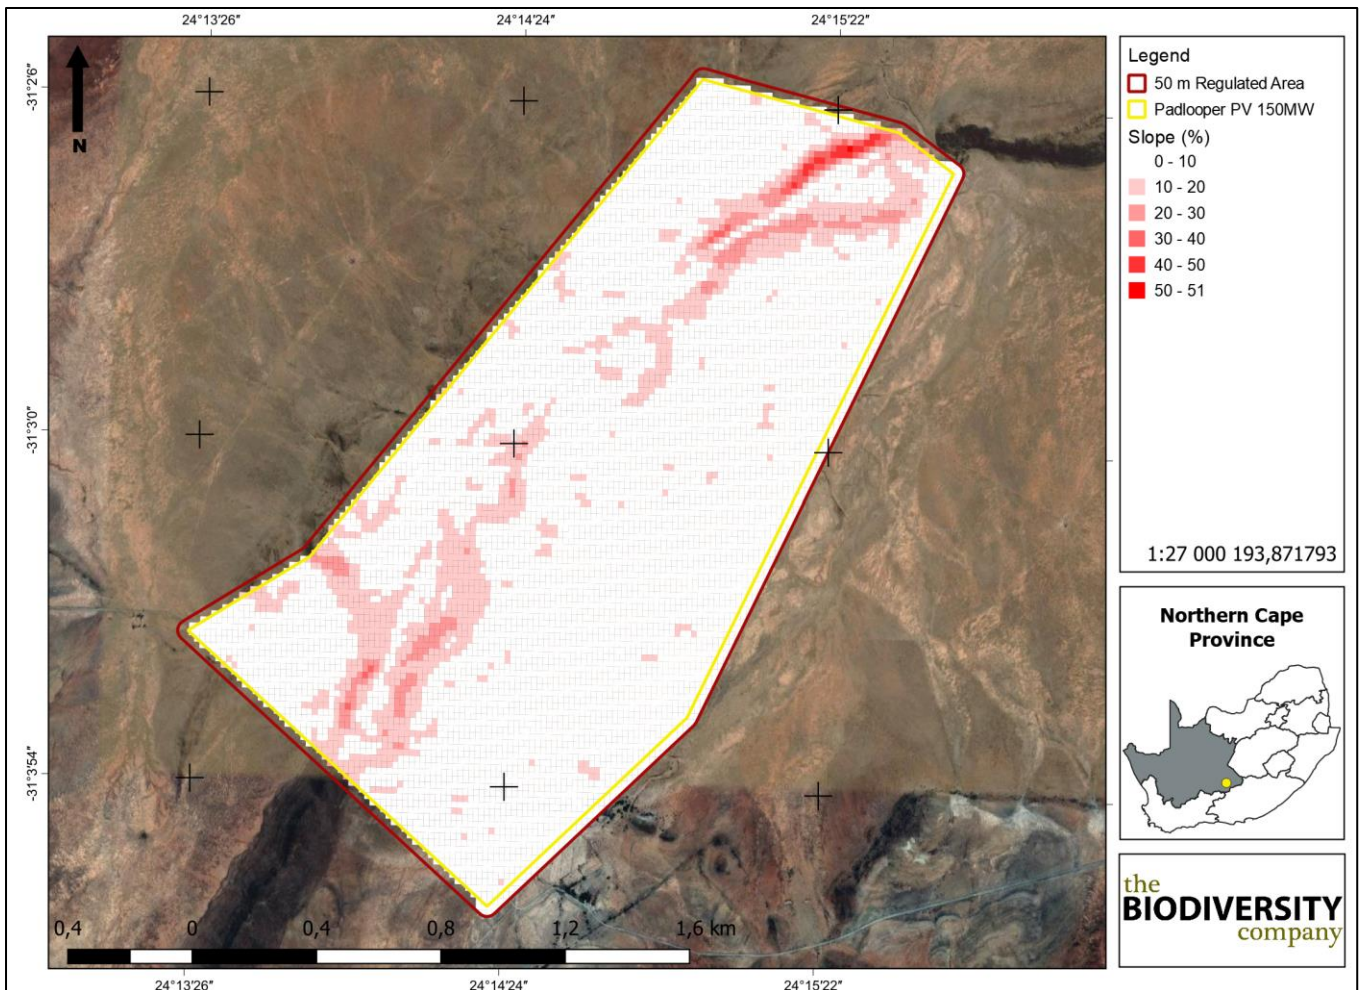 24°13'26" 24°14'24" 24°15'22"
-31°2'6"
-31°3'0"
-31°3'54"
N
0,4 0 0,4 0,8 1,2 1,6 km
24°13'26" 24°14'24" 24°15'22"
Legend
50 m Regulated Area
Padlooper PV 150MW
Slope (%)
0 - 10
10 - 20
20 - 30
30 - 40
40 - 50
50 - 51
1:27 000 193,871793
Northern Cape
Province
the
BIODIVERSITY
company